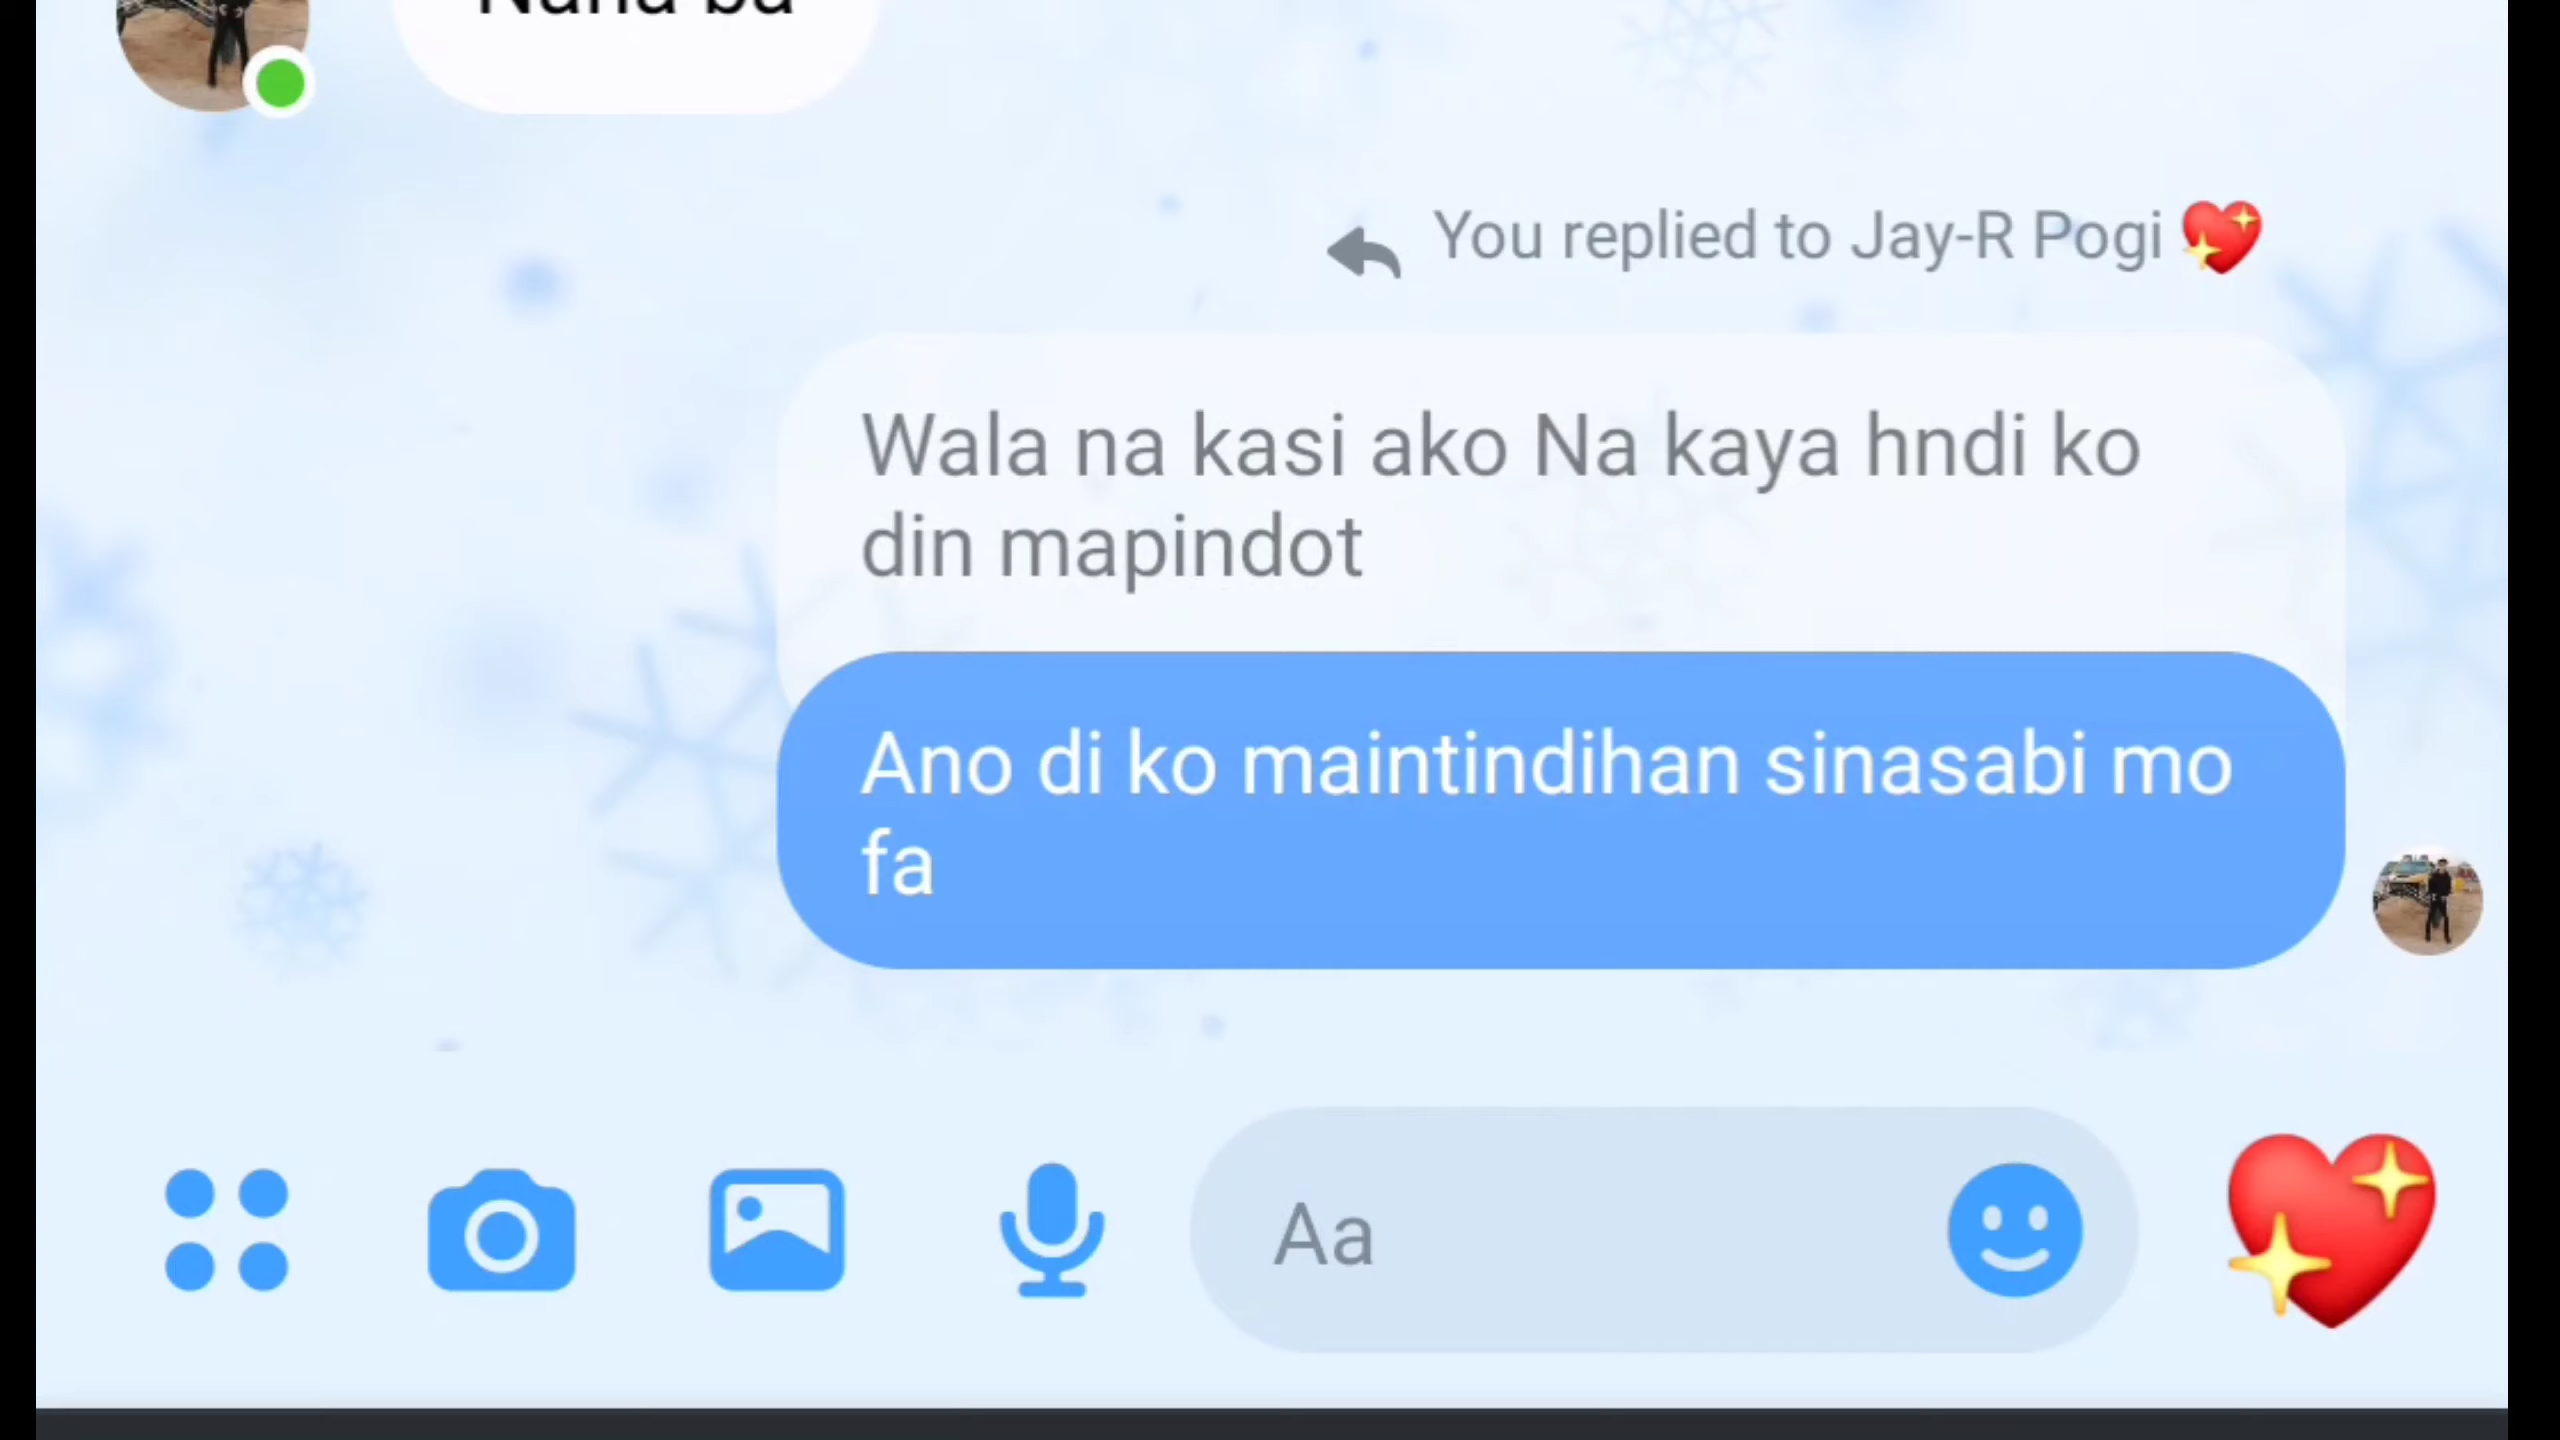 You replied to Jay-R Pogi 💖
Wala na kasi ako Na kaya hndi ko
din mapindot
Ano di ko maintindihan sinasabi mo
fa
Aa